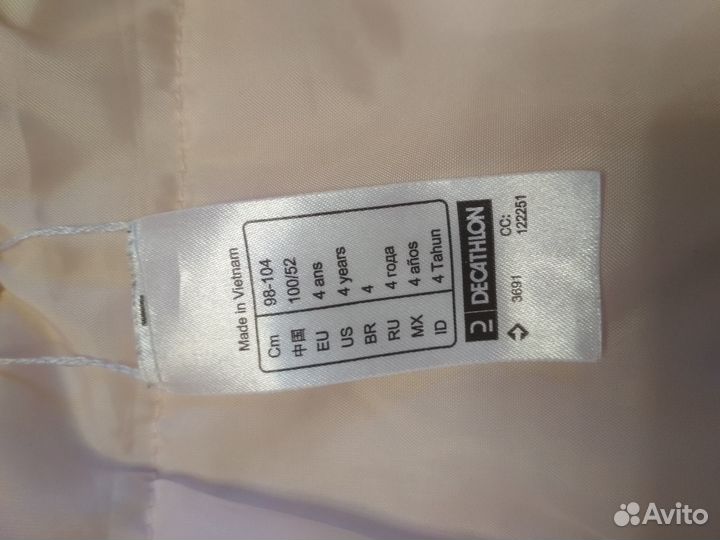 Made in Vietnam
Cm 98-104
中国 100/52
EU 4 ans
US 4 years
BR 4
RU 4 года
MX 4 años
ID 4 Tahun
DECATHLON
3691 CC: 122251
Avito